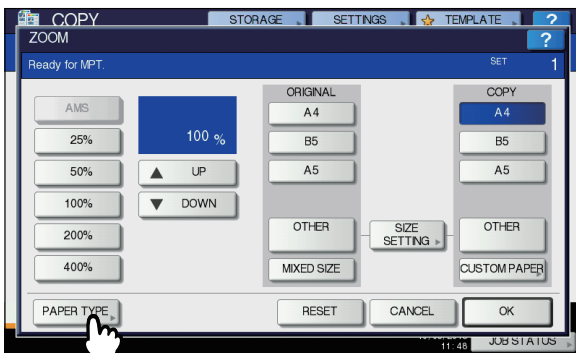 COPY STORAGE SETTINGS TEMPLATE ?
ZOOM ?
Ready for MPT. SET 1
ORIGINAL COPY
AMS A4 A4
25% 100 % B5 B5
50% UP A5 A5
100% DOWN
200% OTHER SIZE SETTING OTHER
400% MIXED SIZE CUSTOM PAPER
PAPER TYPE RESET CANCEL OK
11:48 JOB STATUS